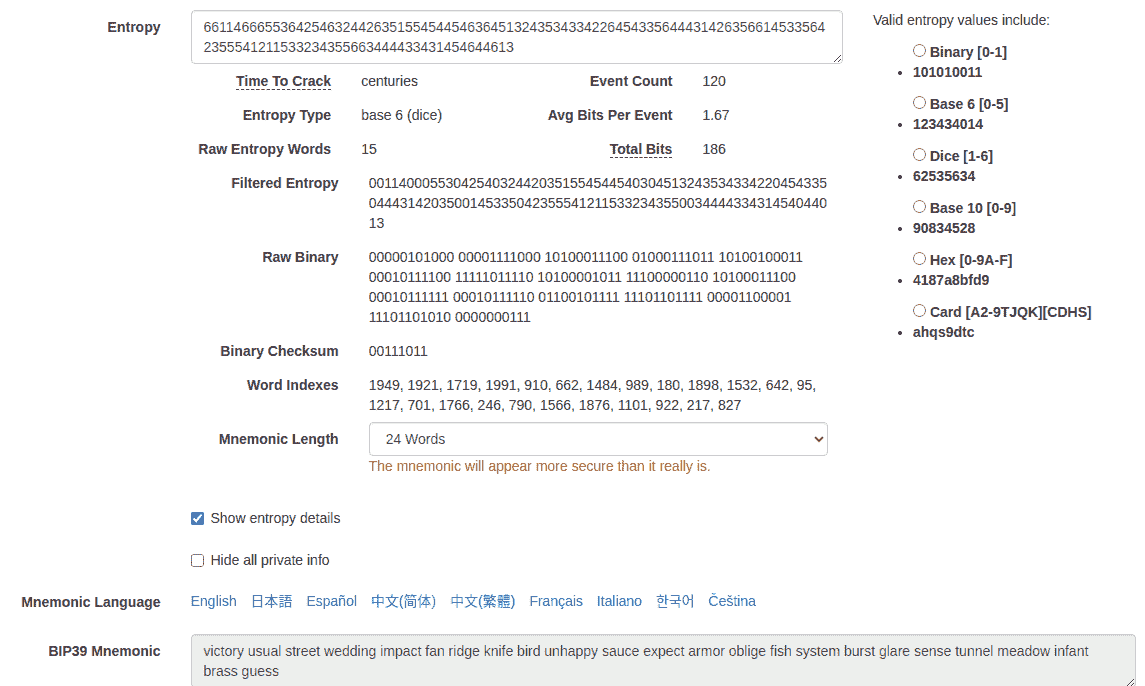 Entropy
6611466655364254632442635155454454636451324353433422645433564443142635661453356​4
235554121153323435566344443343145464​4613
Time To Crack centuries Event Count 120
Entropy Type base 6 (dice) Avg Bits Per Event 1.67
Raw Entropy Words 15 Total Bits 186
Filtered Entropy 001140005530425403244203515545445403045132435343342204543​35
044431420350014533504235554121153323435500344443343145404​40
13
Raw Binary 00000101000 00001111000 10100011100 01000111011 10100100011
00010111100 11111011110 10100001011 11100000110 10100011100
00010111111 00010111110 01100101111 11101101111 00001100001
11101101010 0000000111
Binary Checksum 00111011
Word Indexes 1949, 1921, 1719, 1991, 910, 662, 1484, 989, 180, 1898, 1532, 642, 95,
1217, 701, 1766, 246, 790, 1566, 1876, 1101, 922, 217, 827
Mnemonic Length 24 Words
The mnemonic will appear more secure than it really is.
Show entropy details
Hide all private info
Mnemonic Language English 日本語 Español 中文(简体) 中文(繁體) Français Italiano 한국어 Čeština
BIP39 Mnemonic victory usual street wedding impact fan ridge knife bird unhappy sauce expect armor oblige fish system burst glare sense tunnel meadow infant
brass guess
Valid entropy values include:
Binary [0-1]
• 101010011
Base 6 [0-5]
• 123434014
Dice [1-6]
• 62535634
Base 10 [0-9]
• 90834528
Hex [0-9A-F]
• 4187a8bfd9
Card [A2-9TJQK][CDHS]
• ahqs9dtc